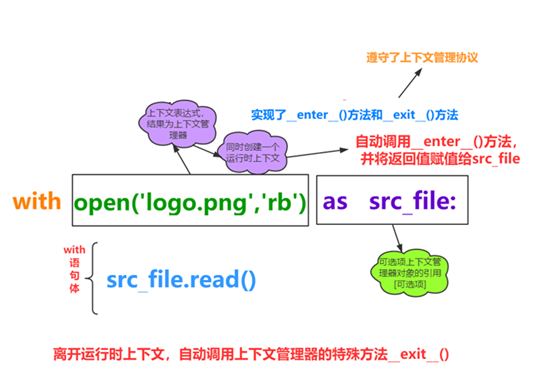 遵守了上下文管理协议
实现了__enter__()方法和__exit__()方法
上下文表达式,
结果为上下文管
理器
同时创建一个
运行时上下文
自动调用__enter__()方法,
并将返回值赋值给src_file
with open('logo.png','rb') as src_file:
可选项上下文管
理器对象的引用
[可选项]
with
语
句
体
src_file.read()
离开运行时上下文，自动调用上下文管理器的特殊方法__exit__()